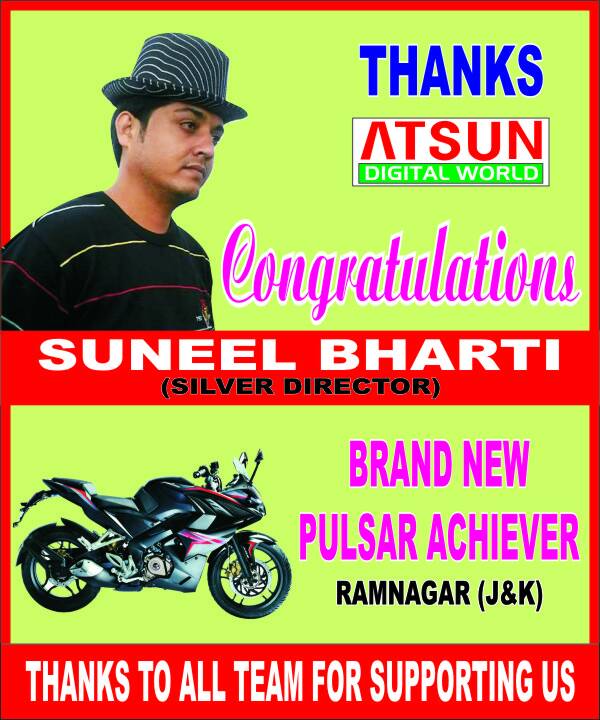 THANKS
ATSUN
DIGITAL WORLD
Congratulations
SUNEEL BHARTI
(SILVER DIRECTOR)
BRAND NEW
PULSAR ACHIEVER
RAMNAGAR (J&K)
THANKS TO ALL TEAM FOR SUPPORTING US